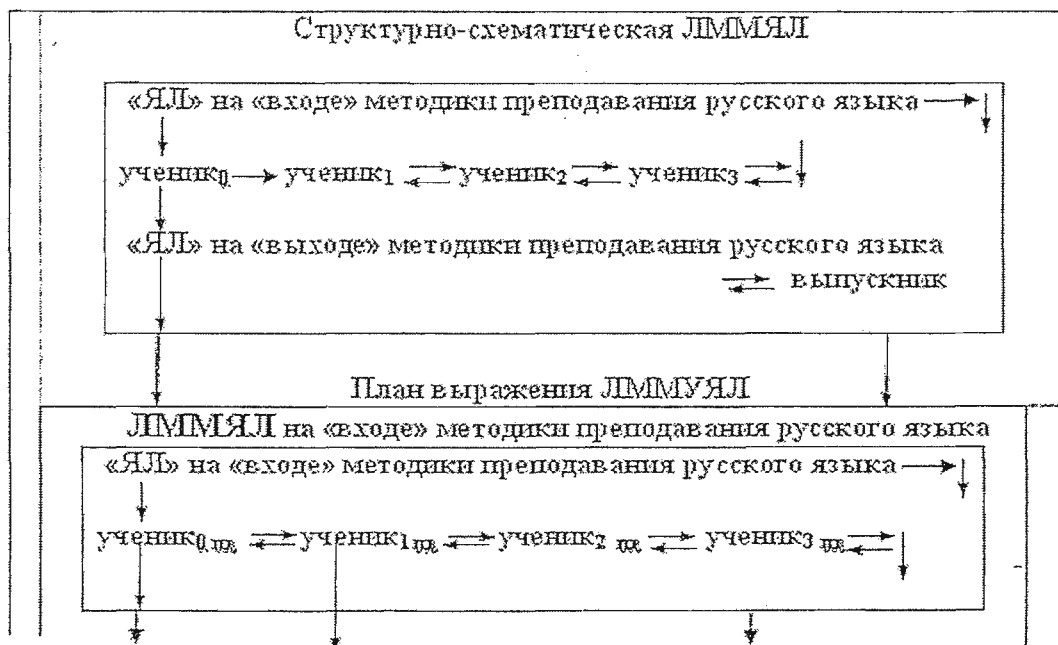 Структурно-схематическая ЛММЯЛ
«ЯЛ» на «входе» методики преподавания русского языка
ученик0 ученик1 ученик2 ученик3
«ЯЛ» на «выходе» методики преподавания русского языка
выпускник
План выражения ЛММУЯЛ
ЛММЯЛ на «входе» методики преподавания русского языка
«ЯЛ» на «входе» методики преподавания русского языка
ученик0 ученик1 ученик2 ученик3